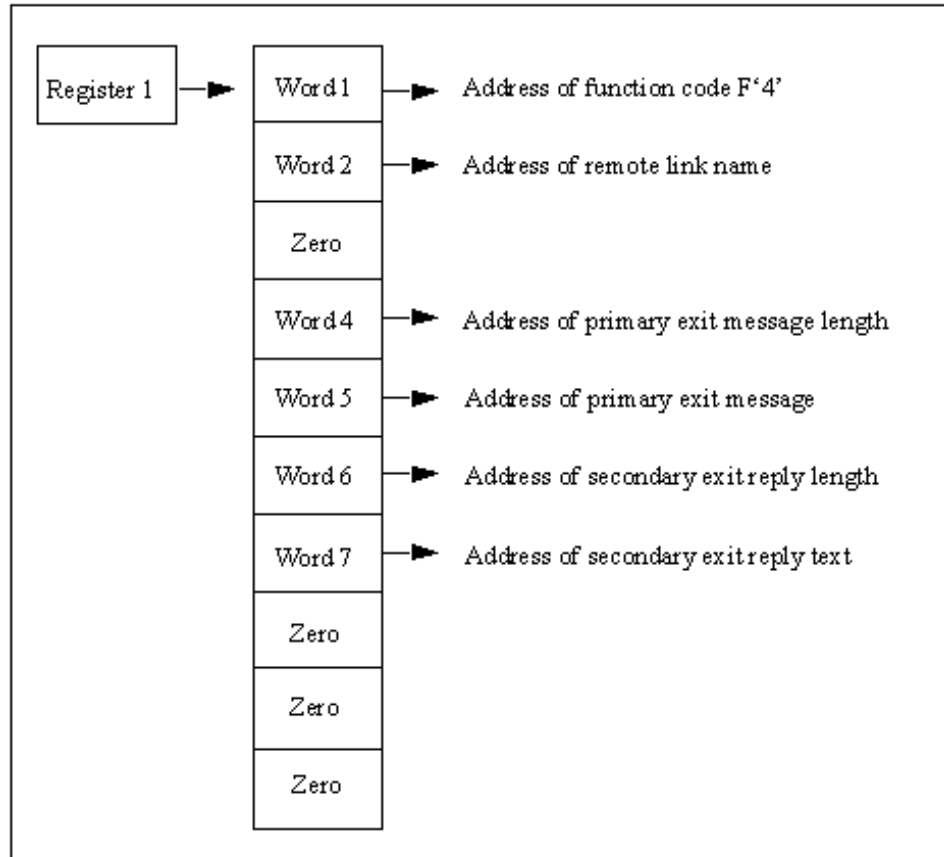 Register 1
Word 1
Address of function code F‘4’
Word 2
Address of remote link name
Zero
Word 4
Address of primary exit message length
Word 5
Address of primary exit message
Word 6
Address of secondary exit reply length
Word 7
Address of secondary exit reply text
Zero
Zero
Zero